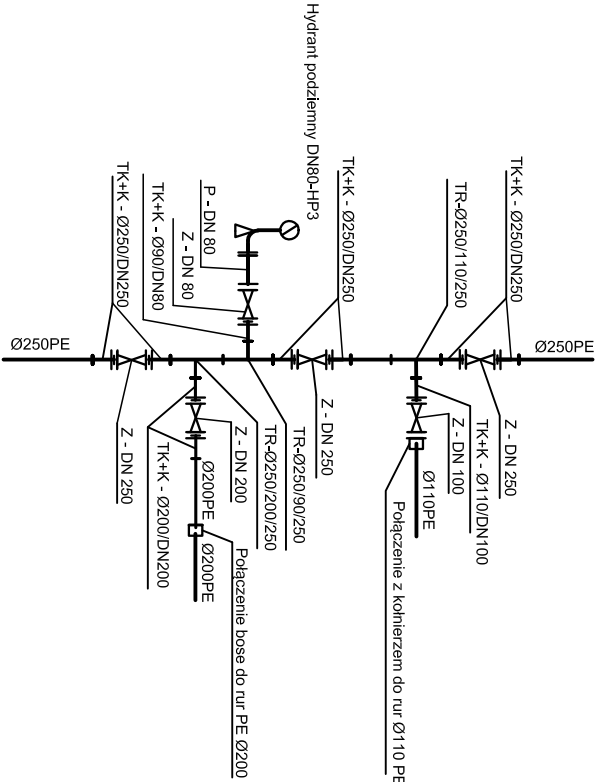 Hydrant podziemny DN80-HP3
TK+K - Ø250/DN250
TK+K - Ø90/DN80
Z - DN 80
P - DN 80
TK+K - Ø250/DN250
TR-Ø250/110/250
TK+K - Ø250/DN250
Ø250PE
Ø250PE
Z - DN 250
Z - DN 250
Z - DN 250
TK+K - Ø200/DN200
Z - DN 200
Ø200PE
Ø200PE
TR-Ø250/200/250
TR-Ø250/90/250
Połączenie bose do rur PE Ø200
Połączenie z kołnierzem do rur Ø110 PE
Ø110PE
Z - DN 100
TK+K - Ø110/DN100